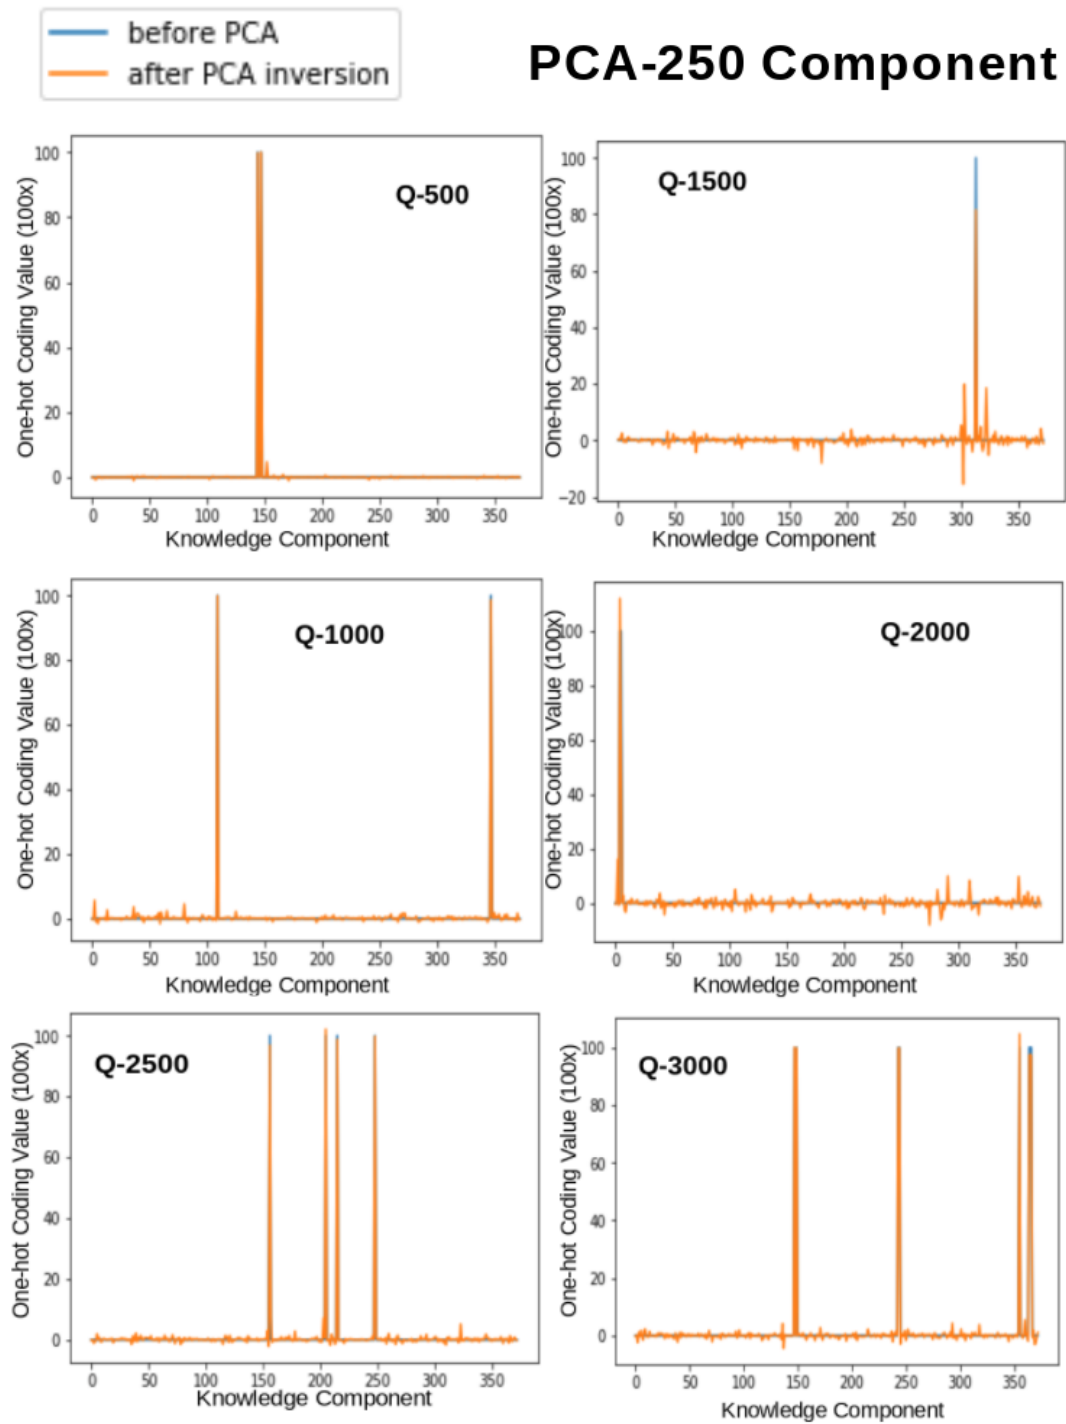 before PCA
after PCA inversion
PCA-250 Component
Q-500
One-hot Coding Value (100x)
100
80
60
40
20
0
0 50 100 150 200 250 300 350
Knowledge Component
Q-1500
One-hot Coding Value (100x)
100
80
60
40
20
0
−20
0 50 100 150 200 250 300 350
Knowledge Component
Q-1000
One-hot Coding Value (100x)
100
80
60
40
20
0
0 50 100 150 200 250 300 350
Knowledge Component
Q-2000
One-hot Coding Value (100x)
100
80
60
40
20
0
0 50 100 150 200 250 300 350
Knowledge Component
Q-2500
One-hot Coding Value (100x)
100
80
60
40
20
0
0 50 100 150 200 250 300 350
Knowledge Component
Q-3000
One-hot Coding Value (100x)
100
80
60
40
20
0
0 50 100 150 200 250 300 350
Knowledge Component